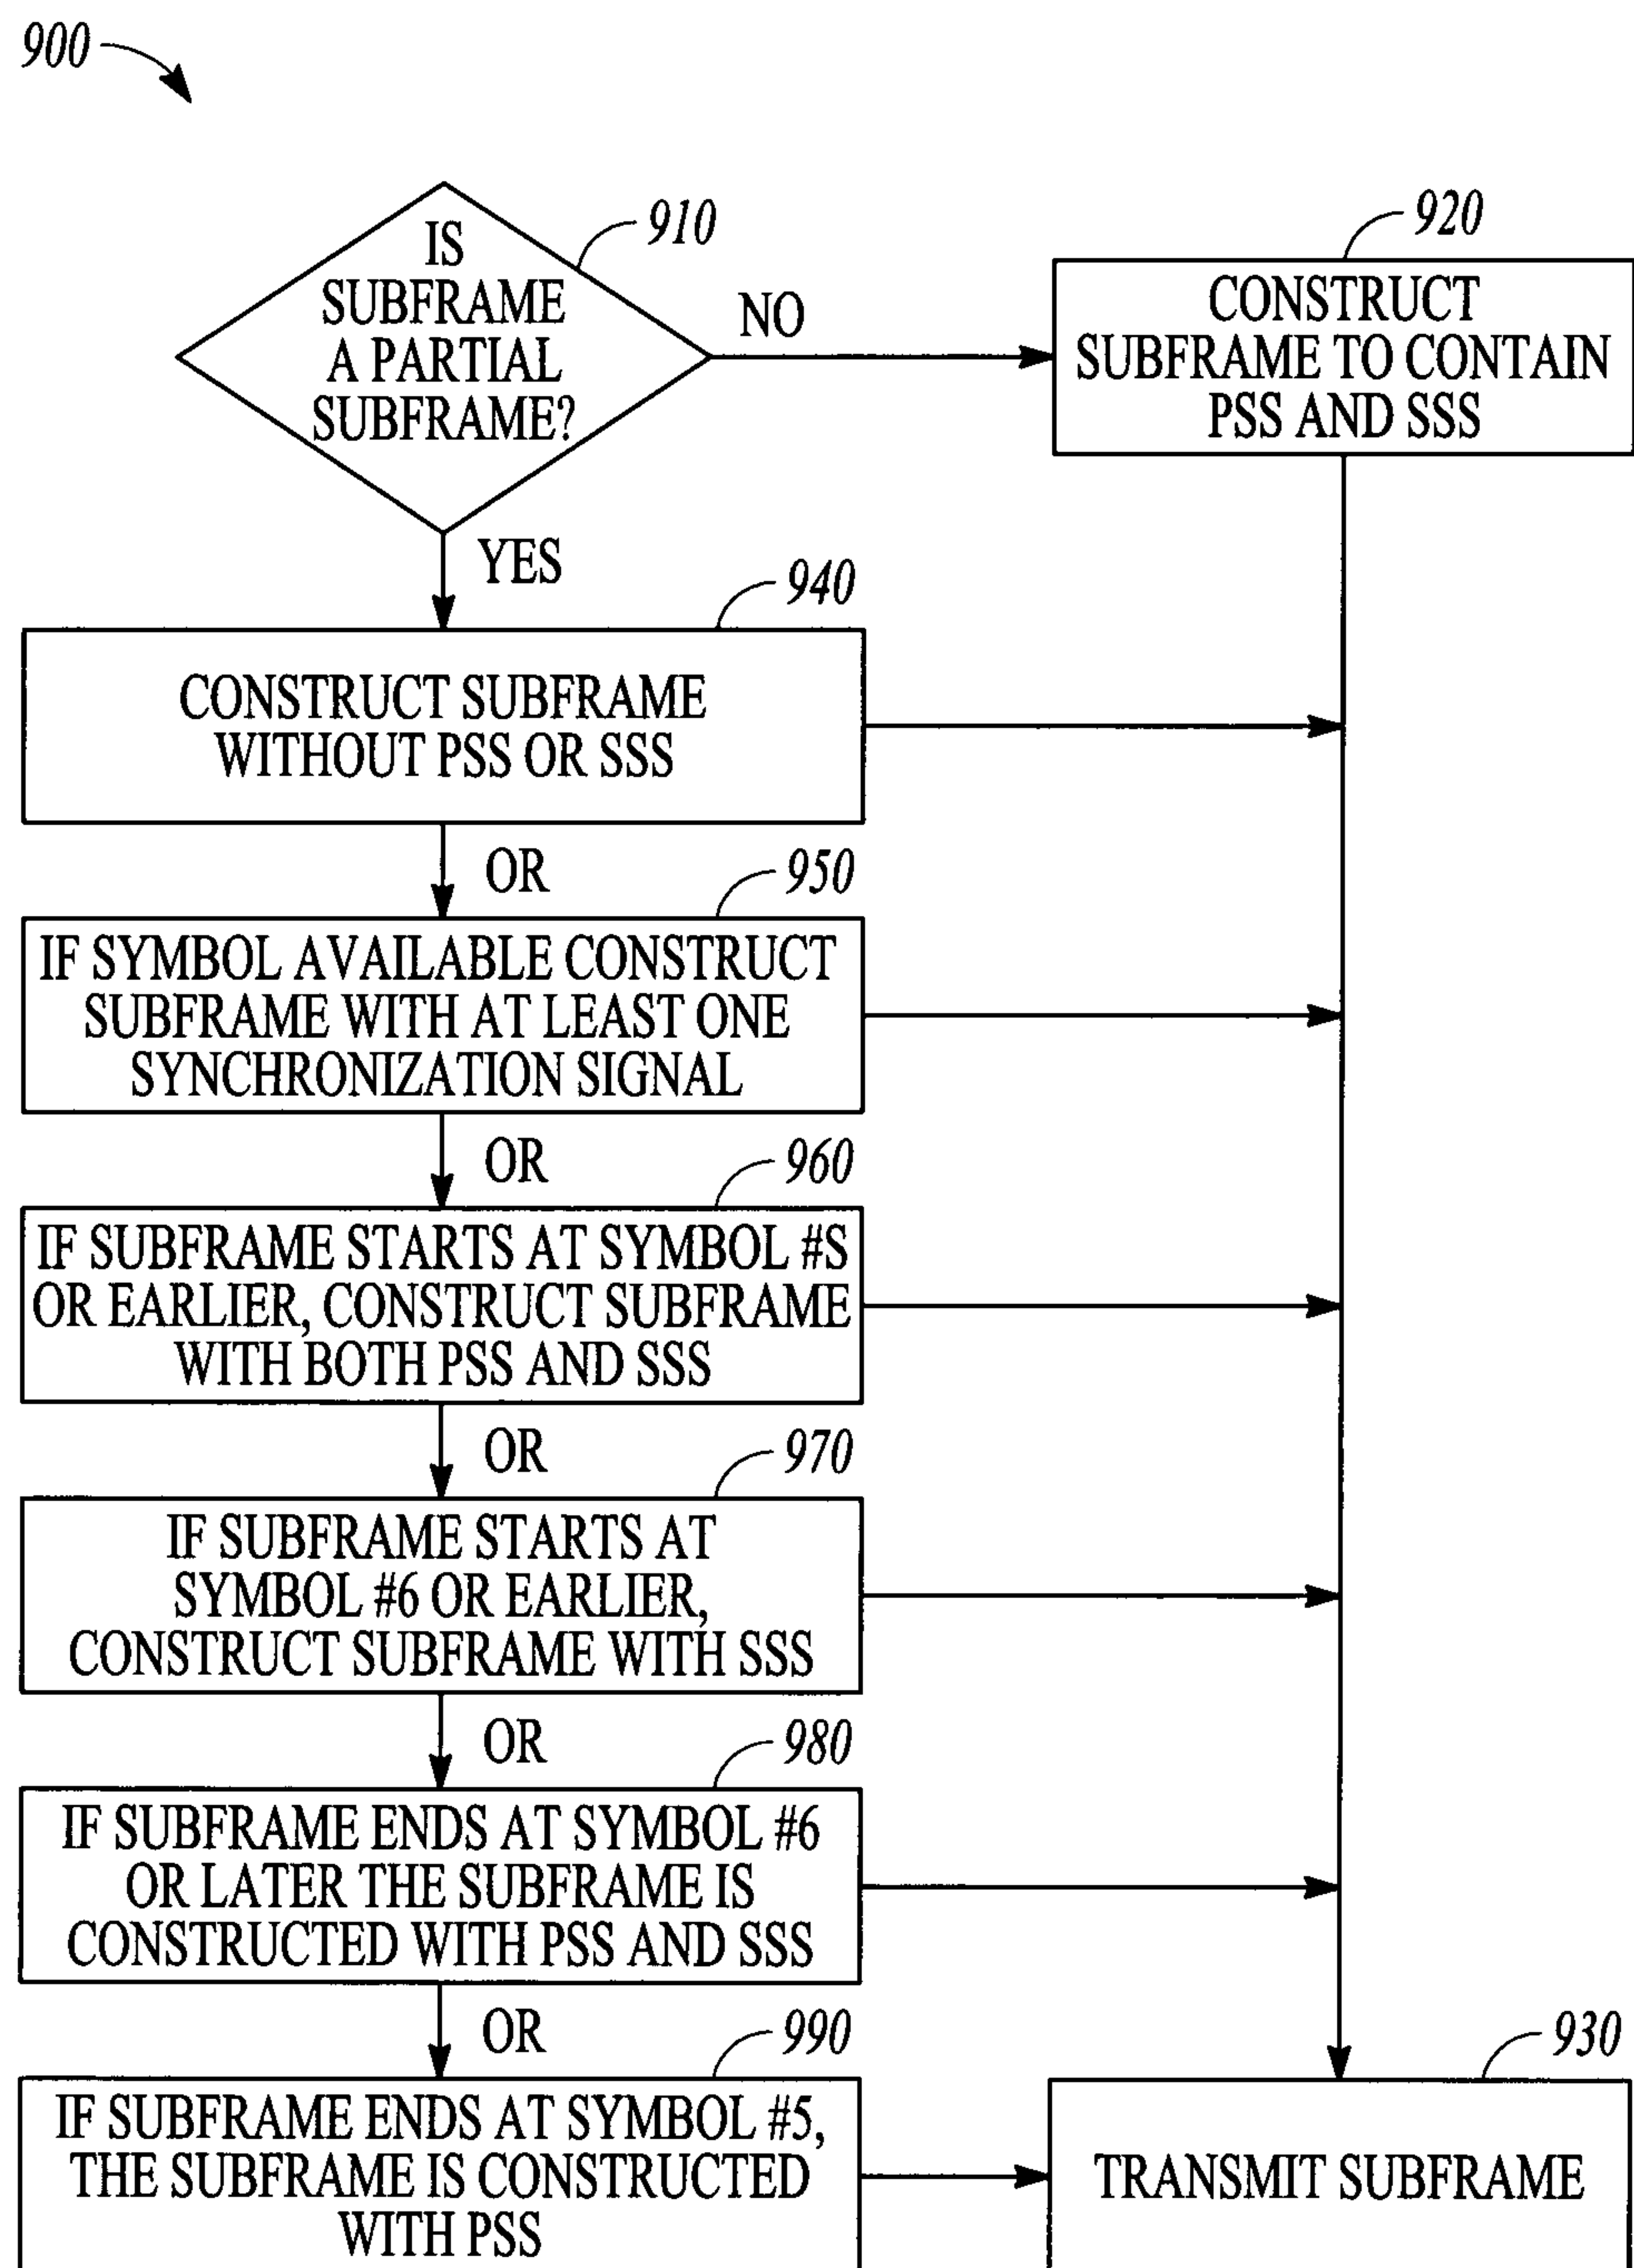 900
IS
SUBFRAME
A PARTIAL
SUBFRAME?
910
NO
920
CONSTRUCT
SUBFRAME TO CONTAIN
PSS AND SSS
YES
940
CONSTRUCT SUBFRAME
WITHOUT PSS OR SSS
OR
950
IF SYMBOL AVAILABLE CONSTRUCT
SUBFRAME WITH AT LEAST ONE
SYNCHRONIZATION SIGNAL
OR
960
IF SUBFRAME STARTS AT SYMBOL #S
OR EARLIER, CONSTRUCT SUBFRAME
WITH BOTH PSS AND SSS
OR
970
IF SUBFRAME STARTS AT
SYMBOL #6 OR EARLIER,
CONSTRUCT SUBFRAME WITH SSS
OR
980
IF SUBFRAME ENDS AT SYMBOL #6
OR LATER THE SUBFRAME IS
CONSTRUCTED WITH PSS AND SSS
OR
990
IF SUBFRAME ENDS AT SYMBOL #5,
THE SUBFRAME IS CONSTRUCTED
WITH PSS
930
TRANSMIT SUBFRAME